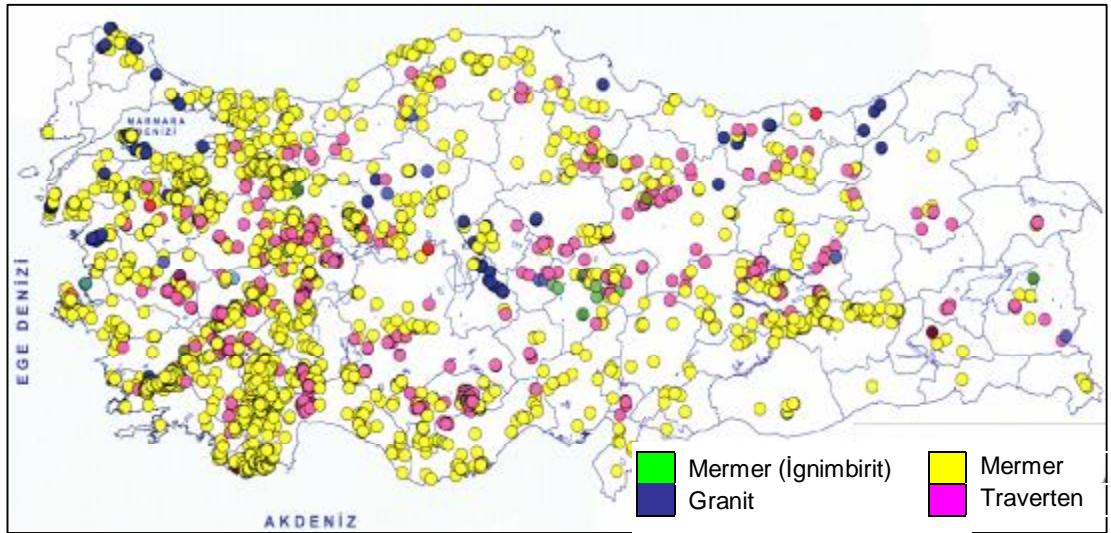 MARMARA
DENİZİ
EGE DENİZİ
AKDENİZ
Mermer (İgnimbirit)
Granit
Mermer
Traverten